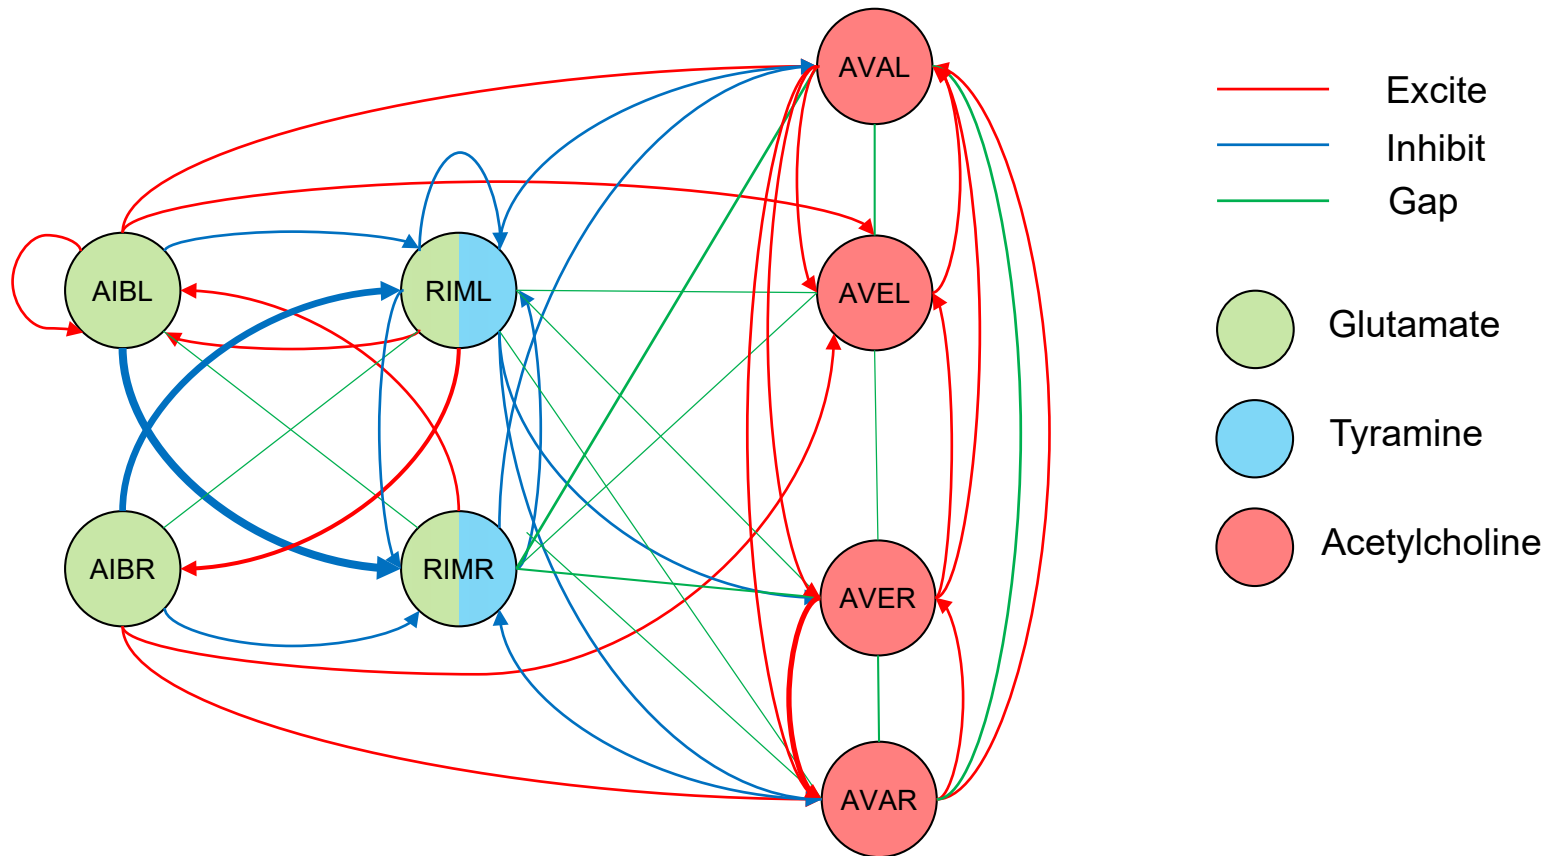 AVAL
Excite
Inhibit
Gap
AIBL
RIML
AVEL
Glutamate
Tyramine
AIBR
RIMR
AVER
Acetylcholine
AVAR